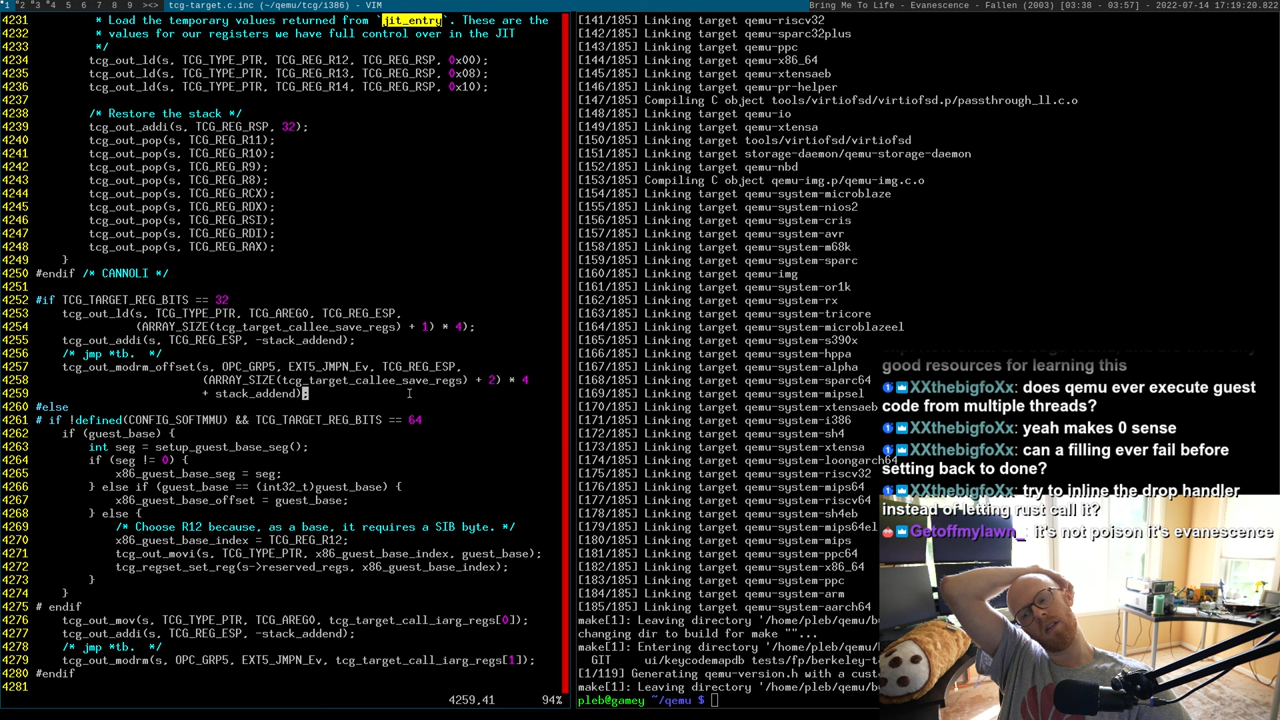 1 2 3 4 5 6 7 8 9 >< tcg-target.c.inc (~/qemu/tcg/i386) - VIM
Bring Me To Life - Evanescence - Fallen (2003) [03:38 - 03:57] - 2022-07-14 17:19:20.822
4231 * Load the temporary values returned from `jit_entry`. These are the
4232 * values for our registers we have full control over in the JIT
4233 */
4234 tcg_out_ld(s, TCG_TYPE_PTR, TCG_REG_R12, TCG_REG_RSP, 0x00);
4235 tcg_out_ld(s, TCG_TYPE_PTR, TCG_REG_R13, TCG_REG_RSP, 0x08);
4236 tcg_out_ld(s, TCG_TYPE_PTR, TCG_REG_R14, TCG_REG_RSP, 0x10);
4237
4238 /* Restore the stack */
4239 tcg_out_addi(s, TCG_REG_RSP, 32);
4240 tcg_out_pop(s, TCG_REG_R11);
4241 tcg_out_pop(s, TCG_REG_R10);
4242 tcg_out_pop(s, TCG_REG_R9);
4243 tcg_out_pop(s, TCG_REG_R8);
4244 tcg_out_pop(s, TCG_REG_RCX);
4245 tcg_out_pop(s, TCG_REG_RDX);
4246 tcg_out_pop(s, TCG_REG_RSI);
4247 tcg_out_pop(s, TCG_REG_RDI);
4248 tcg_out_pop(s, TCG_REG_RAX);
4249 }
4250 #endif /* CANNOLI */
4251
4252 #if TCG_TARGET_REG_BITS == 32
4253 tcg_out_ld(s, TCG_TYPE_PTR, TCG_AREG0, TCG_REG_ESP,
4254 (ARRAY_SIZE(tcg_target_callee_save_regs) + 1) * 4);
4255 tcg_out_addi(s, TCG_REG_ESP, -stack_addend);
4256 /* jmp *tb. */
4257 tcg_out_modrm_offset(s, OPC_GRP5, EXT5_JMPN_Ev, TCG_REG_ESP,
4258 (ARRAY_SIZE(tcg_target_callee_save_regs) + 2) * 4
4259 + stack_addend);
4260 #else
4261 # if !defined(CONFIG_SOFTMMU) && TCG_TARGET_REG_BITS == 64
4262 if (guest_base) {
4263 int seg = setup_guest_base_seg();
4264 if (seg != 0) {
4265 x86_guest_base_seg = seg;
4266 } else if (guest_base == (int32_t)guest_base) {
4267 x86_guest_base_offset = guest_base;
4268 } else {
4269 /* Choose R12 because, as a base, it requires a SIB byte. */
4270 x86_guest_base_index = TCG_REG_R12;
4271 tcg_out_movi(s, TCG_TYPE_PTR, x86_guest_base_index, guest_base);
4272 tcg_regset_set_reg(s->reserved_regs, x86_guest_base_index);
4273 }
4274 }
4275 # endif
4276 tcg_out_mov(s, TCG_TYPE_PTR, TCG_AREG0, tcg_target_call_iarg_regs[0]);
4277 tcg_out_addi(s, TCG_REG_ESP, -stack_addend);
4278 /* jmp *tb. */
4279 tcg_out_modrm(s, OPC_GRP5, EXT5_JMPN_Ev, tcg_target_call_iarg_regs[1]);
4280 #endif
4281
4259,41 94%
[141/185] Linking target qemu-riscv32
[142/185] Linking target qemu-sparc32plus
[143/185] Linking target qemu-ppc
[144/185] Linking target qemu-x86_64
[145/185] Linking target qemu-xtensaeb
[146/185] Linking target qemu-pr-helper
[147/185] Compiling C object tools/virtiofsd/virtiofsd.p/passthrough_ll.c.o
[148/185] Linking target qemu-io
[149/185] Linking target qemu-xtensa
[150/185] Linking target tools/virtiofsd/virtiofsd
[151/185] Linking target storage-daemon/qemu-storage-daemon
[152/185] Linking target qemu-nbd
[153/185] Compiling C object qemu-img.p/qemu-img.c.o
[154/185] Linking target qemu-system-microblaze
[155/185] Linking target qemu-system-nios2
[156/185] Linking target qemu-system-cris
[157/185] Linking target qemu-system-avr
[158/185] Linking target qemu-system-m68k
[159/185] Linking target qemu-system-sparc
[160/185] Linking target qemu-img
[161/185] Linking target qemu-system-or1k
[162/185] Linking target qemu-system-rx
[163/185] Linking target qemu-system-tricore
[164/185] Linking target qemu-system-microblazeel
[165/185] Linking target qemu-system-s390x
[166/185] Linking target qemu-system-hppa
[167/185] Linking target qemu-system-alpha
[168/185] Linking target qemu-system-sparc64
[169/185] Linking target qemu-system-mipsel
[170/185] Linking target qemu-system-xtensaeb
[171/185] Linking target qemu-system-i386
[172/185] Linking target qemu-system-sh4
[173/185] Linking target qemu-system-xtensa
[174/185] Linking target qemu-system-loongarch64
[175/185] Linking target qemu-system-riscv32
[176/185] Linking target qemu-system-mips64
[177/185] Linking target qemu-system-riscv64
[178/185] Linking target qemu-system-sh4eb
[179/185] Linking target qemu-system-mips64el
[180/185] Linking target qemu-system-mips
[181/185] Linking target qemu-system-ppc64
[182/185] Linking target qemu-system-x86_64
[183/185] Linking target qemu-system-ppc
[184/185] Linking target qemu-system-arm
[185/185] Linking target qemu-system-aarch64
make[1]: Leaving directory '/home/pleb/qemu/b
changing dir to build for make ""...
make[1]: Entering directory '/home/pleb/qemu/
GIT ui/keycodemapdb tests/fp/berkeley-t
[1/119] Generating qemu-version.h with a cust
make[1]: Leaving directory '/home/pleb/qemu/b
pleb@gamey ~/qemu $
good resources for learning this
XXthebigfoXx: does qemu ever execute guest
code from multiple threads?
XXthebigfoXx: yeah makes 0 sense
XXthebigfoXx: can a filling ever fail before
setting back to done?
XXthebigfoXx: try to inline the drop handler
instead of letting rust call it?
Getoffmylawn_: it's not poison it's evanescence